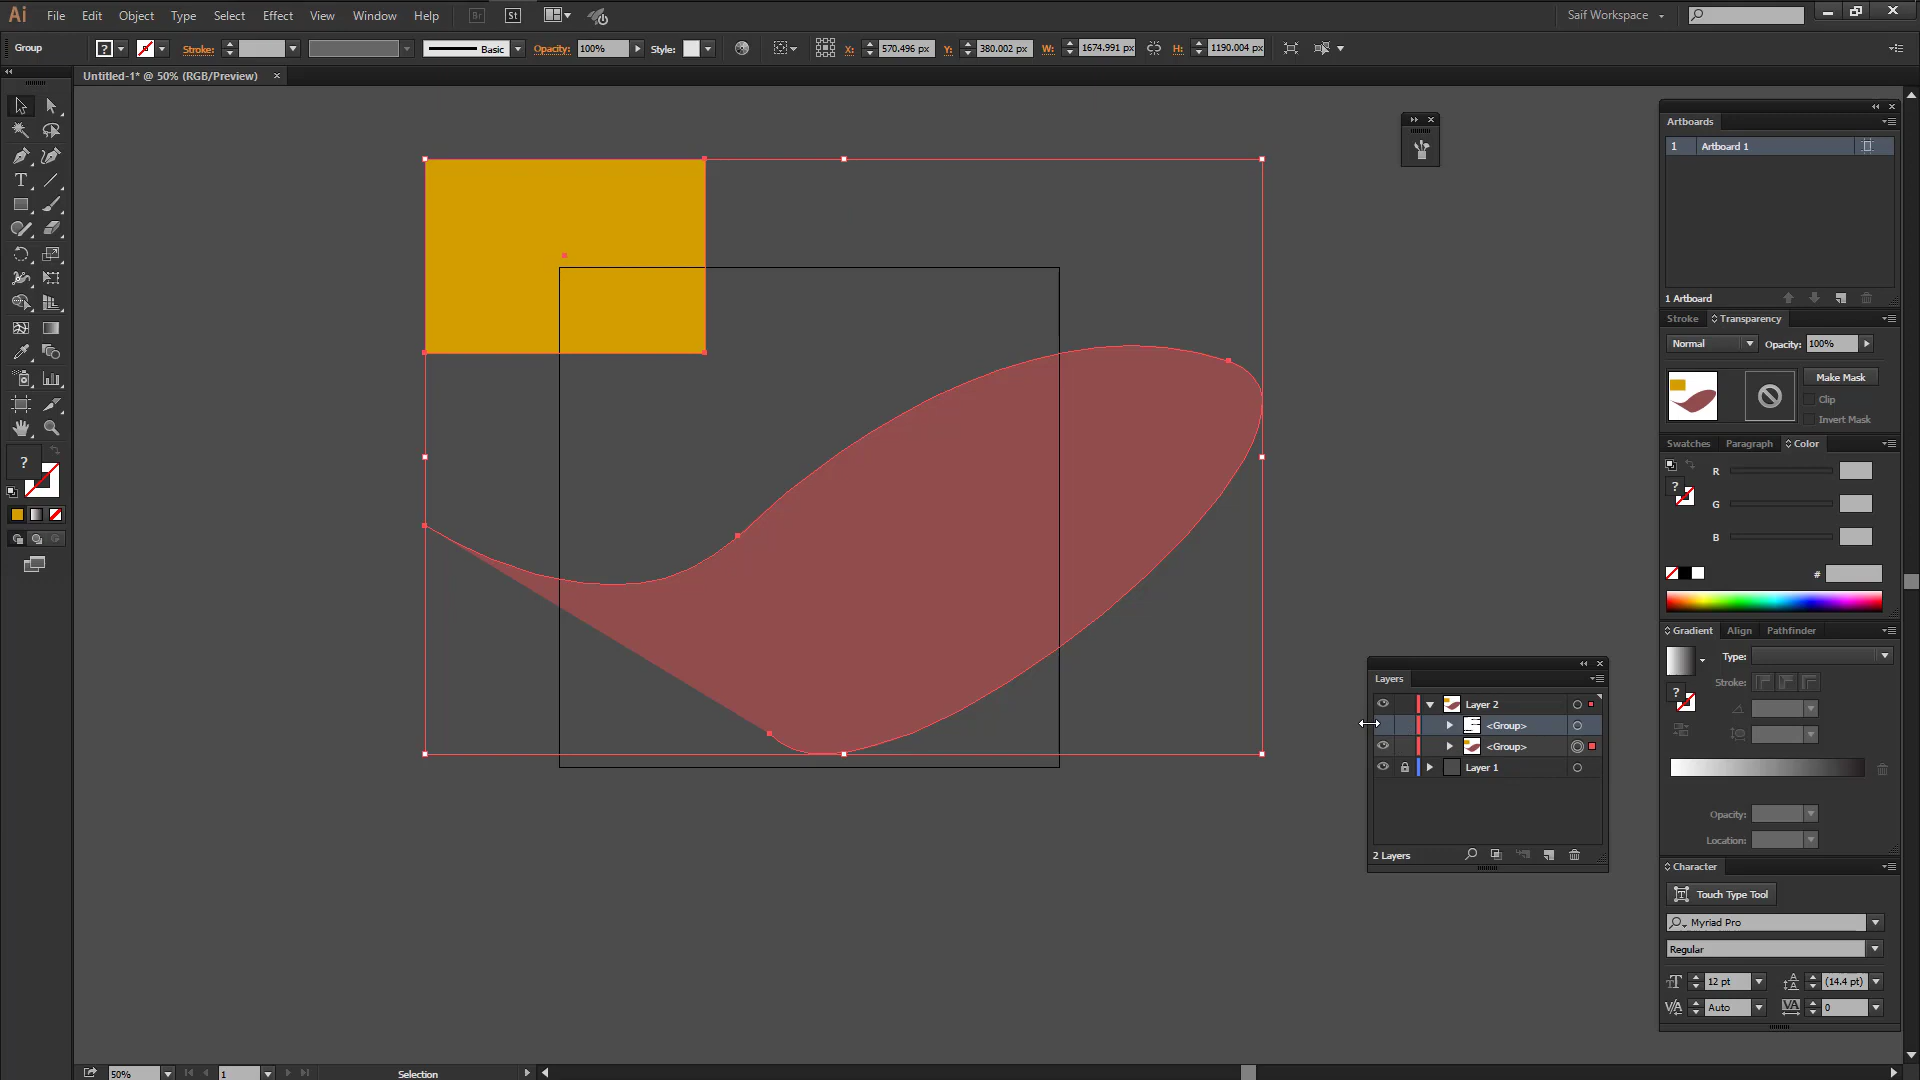 Ai File Edit Object Type Select Effect View Window Help Br St Saif Workspace
Group ? Stroke: Basic Opacity: 100% Style: X: 570.496 px Y: 380.002 px W: 1674.991 px H: 1190.004 px
Untitled-1* @ 50% (RGB/Preview)
Artboards
1 Artboard 1
1 Artboard
Stroke Transparency
Normal Opacity: 100%
Make Mask
Clip
Invert Mask
Swatches Paragraph Color
R
?
G
B
#
Gradient Align Pathfinder
Type:
Stroke:
?
Opacity:
Location:
Character
Touch Type Tool
Myriad Pro
Regular
12 pt (14.4 pt)
Auto 0
?
Layers
Layer 2
<Group>
<Group>
Layer 1
2 Layers
50% 1 Selection